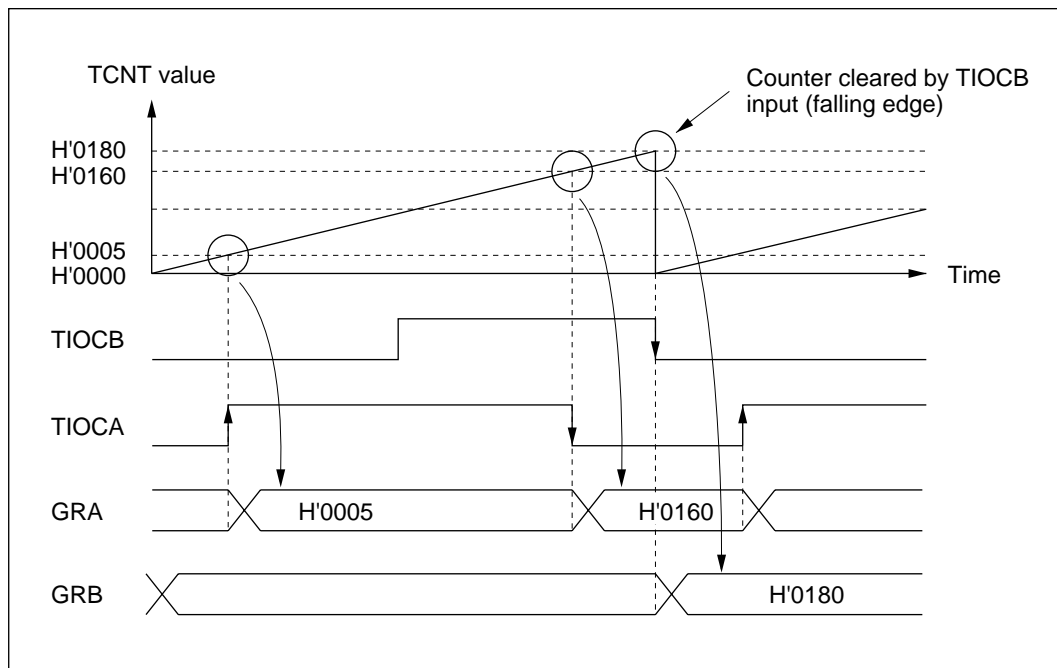 TCNT value
Counter cleared by TIOCB
input (falling edge)
H'0180
H'0160
H'0005
H'0000
Time
TIOCB
TIOCA
GRA
H'0005
H'0160
GRB
H'0180